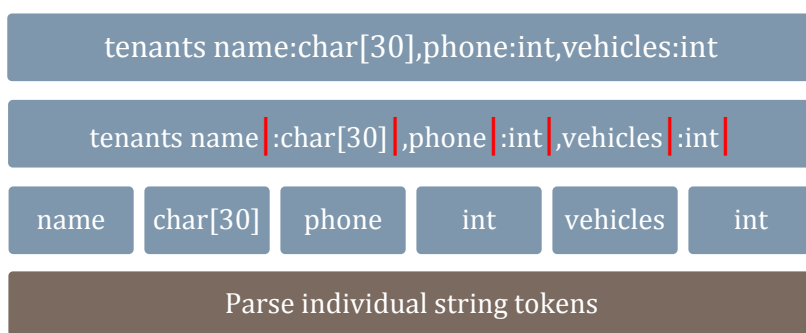 tenants name:char[30],phone:int,vehicles:int
tenants name|:char[30]|,phone|:int|,vehicles|:int|
name char[30] phone int vehicles int
Parse individual string tokens